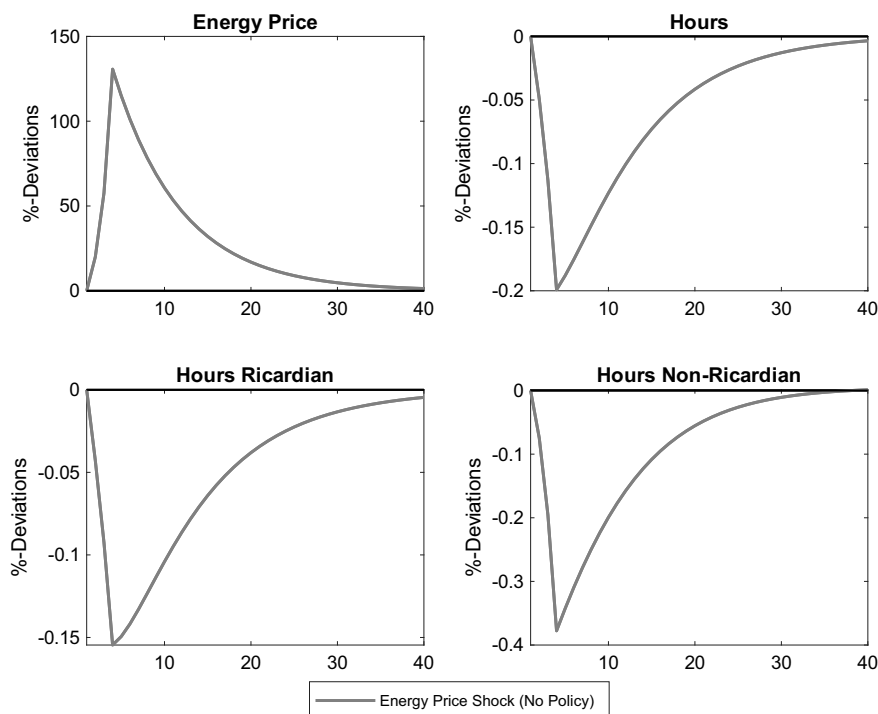 Energy Price
%-Deviations
150
100
50
0
10 20 30 40
Hours
%-Deviations
0
-0.05
-0.1
-0.15
-0.2
10 20 30 40
Hours Ricardian
%-Deviations
0
-0.05
-0.1
-0.15
10 20 30 40
Hours Non-Ricardian
%-Deviations
0
-0.1
-0.2
-0.3
-0.4
10 20 30 40
Energy Price Shock (No Policy)